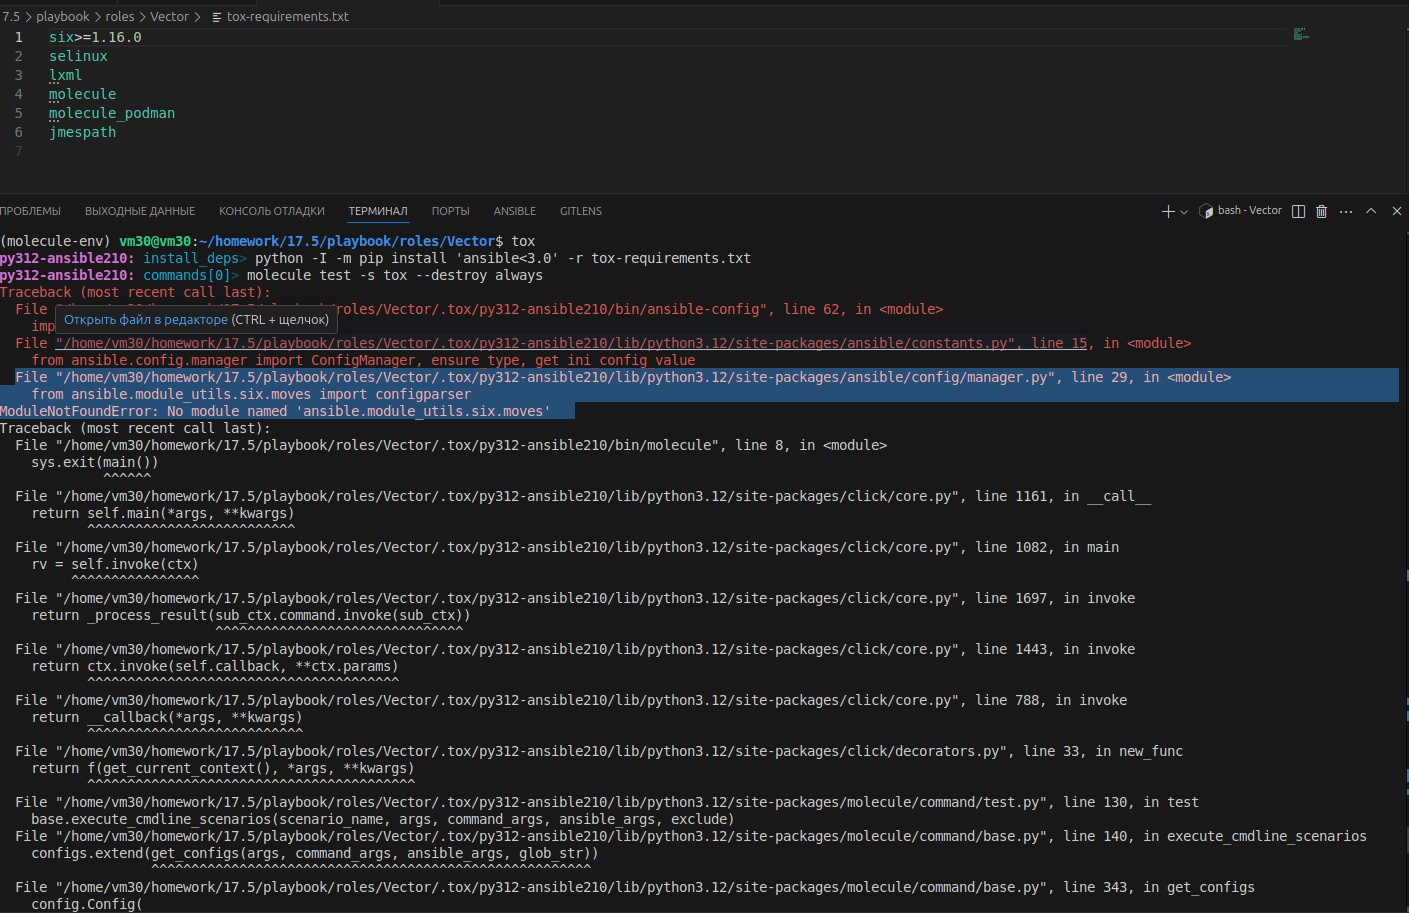 7.5 > playbook > roles > Vector > tox-requirements.txt
1 six>=1.16.0
2 selinux
3 lxml
4 molecule
5 molecule_podman
6 jmespath
7
ПРОБЛЕМЫ ВЫХОДНЫЕ ДАННЫЕ КОНСОЛЬ ОТЛАДКИ ТЕРМИНАЛ ПОРТЫ ANSIBLE GITLENS bash - Vector
(molecule-env) vm30@vm30:~/homework/17.5/playbook/roles/Vector$ tox
py312-ansible210: install_deps> python -I -m pip install 'ansible<3.0' -r tox-requirements.txt
py312-ansible210: commands[0]> molecule test -s tox --destroy always
Traceback (most recent call last):
File roles/Vector/.tox/py312-ansible210/bin/ansible-config", line 62, in <module>
Открыть файл в редакторе (CTRL + щелчок)
imp
File "/home/vm30/homework/17.5/playbook/roles/Vector/.tox/py312-ansible210/lib/python3.12/site-packages/ansible/constants.py", line 15, in <module>
from ansible.config.manager import ConfigManager, ensure_type, get_ini_config_value
File "/home/vm30/homework/17.5/playbook/roles/Vector/.tox/py312-ansible210/lib/python3.12/site-packages/ansible/config/manager.py", line 29, in <module>
from ansible.module_utils.six.moves import configparser
ModuleNotFoundError: No module named 'ansible.module_utils.six.moves'
Traceback (most recent call last):
File "/home/vm30/homework/17.5/playbook/roles/Vector/.tox/py312-ansible210/bin/molecule", line 8, in <module>
sys.exit(main())
^^^^^^
File "/home/vm30/homework/17.5/playbook/roles/Vector/.tox/py312-ansible210/lib/python3.12/site-packages/click/core.py", line 1161, in __call__
return self.main(*args, **kwargs)
^^^^^^^^^^^^^^^^^^^^^^^^^^
File "/home/vm30/homework/17.5/playbook/roles/Vector/.tox/py312-ansible210/lib/python3.12/site-packages/click/core.py", line 1082, in main
rv = self.invoke(ctx)
^^^^^^^^^^^^^^^^
File "/home/vm30/homework/17.5/playbook/roles/Vector/.tox/py312-ansible210/lib/python3.12/site-packages/click/core.py", line 1697, in invoke
return _process_result(sub_ctx.command.invoke(sub_ctx))
^^^^^^^^^^^^^^^^^^^^^^^^^^^^^^^
File "/home/vm30/homework/17.5/playbook/roles/Vector/.tox/py312-ansible210/lib/python3.12/site-packages/click/core.py", line 1443, in invoke
return ctx.invoke(self.callback, **ctx.params)
^^^^^^^^^^^^^^^^^^^^^^^^^^^^^^^^^^^^^^^
File "/home/vm30/homework/17.5/playbook/roles/Vector/.tox/py312-ansible210/lib/python3.12/site-packages/click/core.py", line 788, in invoke
return __callback(*args, **kwargs)
^^^^^^^^^^^^^^^^^^^^^^^^^^^
File "/home/vm30/homework/17.5/playbook/roles/Vector/.tox/py312-ansible210/lib/python3.12/site-packages/click/decorators.py", line 33, in new_func
return f(get_current_context(), *args, **kwargs)
^^^^^^^^^^^^^^^^^^^^^^^^^^^^^^^^^^^^^^^^^
File "/home/vm30/homework/17.5/playbook/roles/Vector/.tox/py312-ansible210/lib/python3.12/site-packages/molecule/command/test.py", line 130, in test
base.execute_cmdline_scenarios(scenario_name, args, command_args, ansible_args, exclude)
File "/home/vm30/homework/17.5/playbook/roles/Vector/.tox/py312-ansible210/lib/python3.12/site-packages/molecule/command/base.py", line 140, in execute_cmdline_scenarios
configs.extend(get_configs(args, command_args, ansible_args, glob_str))
^^^^^^^^^^^^^^^^^^^^^^^^^^^^^^^^^^^^^^^^^^^^^^^^^^^^^^^
File "/home/vm30/homework/17.5/playbook/roles/Vector/.tox/py312-ansible210/lib/python3.12/site-packages/molecule/command/base.py", line 343, in get_configs
config.Config(